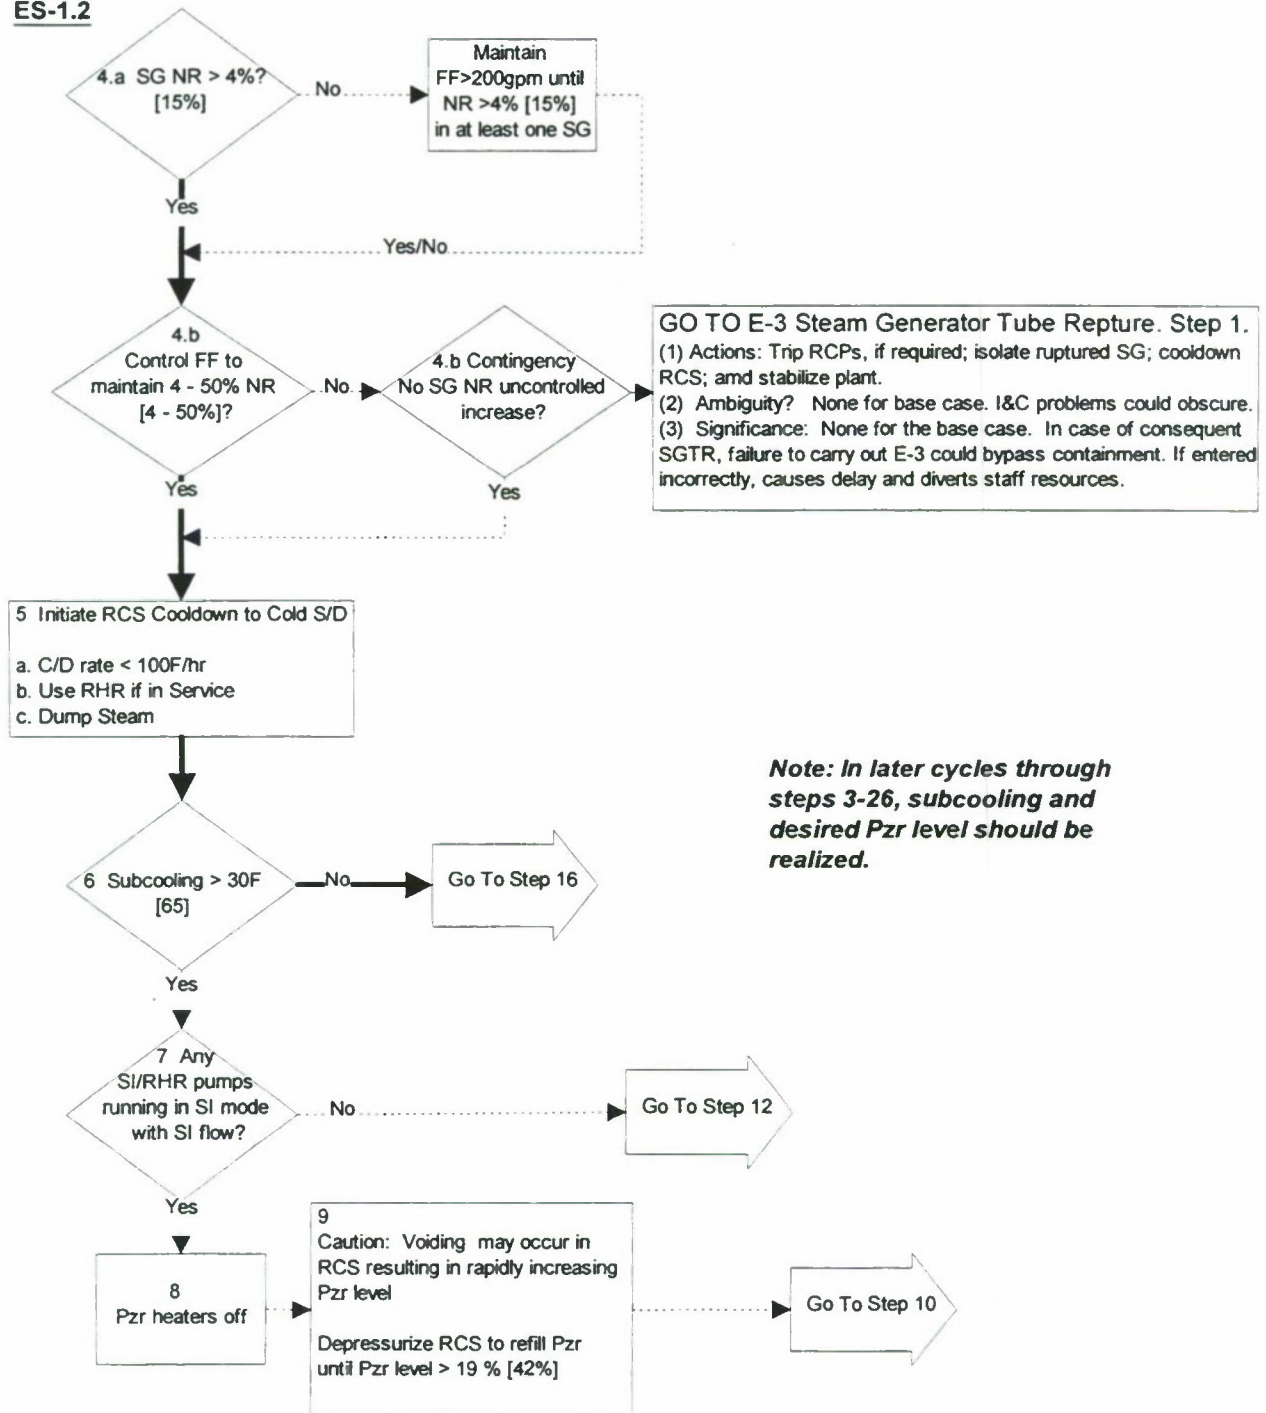 ES-1.2
4.a SG NR > 4%?
[15%]
No
Maintain
FF>200gpm until
NR >4% [15%]
in at least one SG
Yes
Yes/No
4.b
Control FF to
maintain 4 - 50% NR
[4 - 50%]?
No
4.b Contingency
No SG NR uncontrolled
increase?
GO TO E-3 Steam Generator Tube Repture. Step 1.
(1) Actions: Trip RCPs, if required; isolate ruptured SG; cooldown
RCS; amd stabilize plant.
(2) Ambiguity? None for base case. I&C problems could obscure.
(3) Significance: None for the base case. In case of consequent
SGTR, failure to carry out E-3 could bypass containment. If entered
incorrectly, causes delay and diverts staff resources.
Yes
Yes
5 Initiate RCS Cooldown to Cold S/D
a. C/D rate < 100F/hr
b. Use RHR if in Service
c. Dump Steam
Note: In later cycles through
steps 3-26, subcooling and
desired Pzr level should be
realized.
6 Subcooling > 30F
[65]
No
Go To Step 16
Yes
7 Any
SI/RHR pumps
running in SI mode
with SI flow?
No
Go To Step 12
Yes
8
Pzr heaters off
9
Caution: Voiding may occur in
RCS resulting in rapidly increasing
Pzr level
Depressurize RCS to refill Pzr
until Pzr level > 19 % [42%]
Go To Step 10